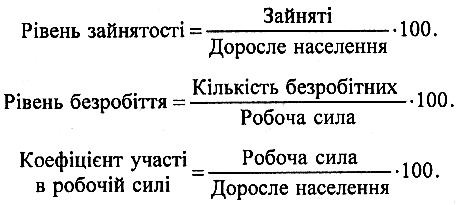 Рівень зайнятості = Зайняті / Доросле населення · 100.
Рівень безробіття = Кількість безробітних / Робоча сила · 100.
Коефіцієнт участі в робочій силі = Робоча сила / Доросле населення · 100.